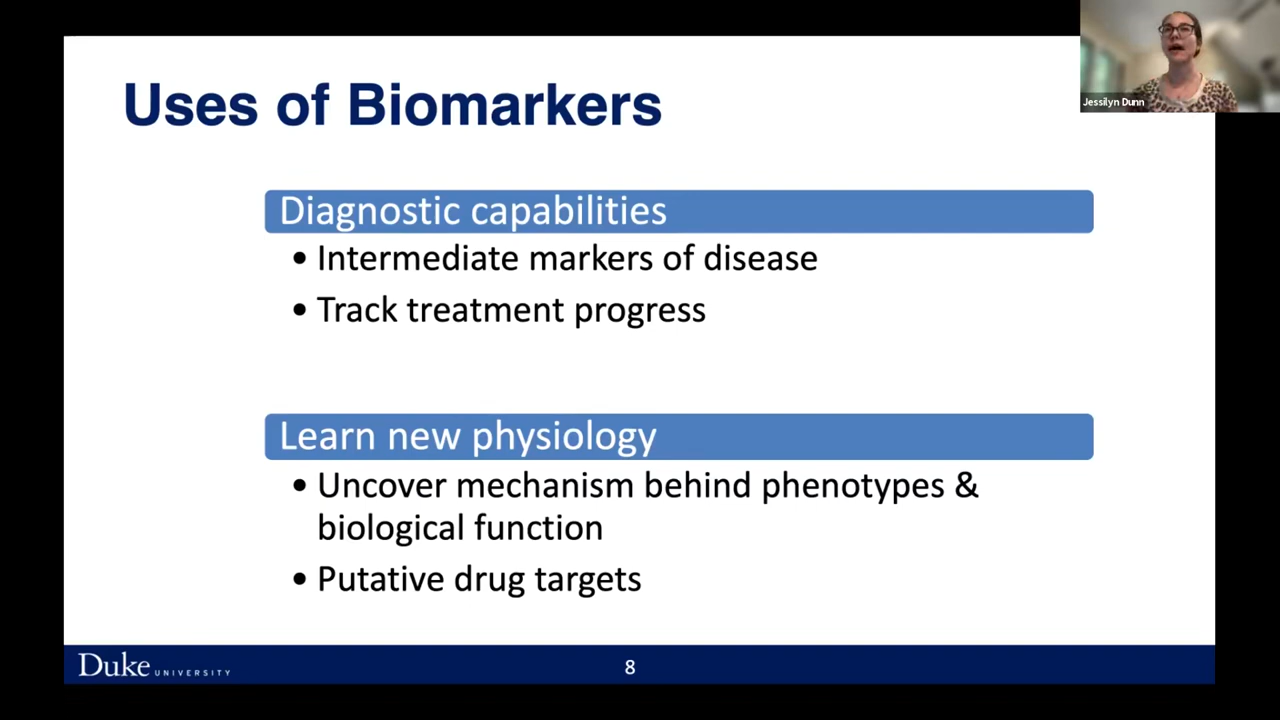 Uses of Biomarkers
Jessilyn Dunn
Diagnostic capabilities
• Intermediate markers of disease
• Track treatment progress
Learn new physiology
• Uncover mechanism behind phenotypes &
biological function
• Putative drug targets
Duke UNIVERSITY
8